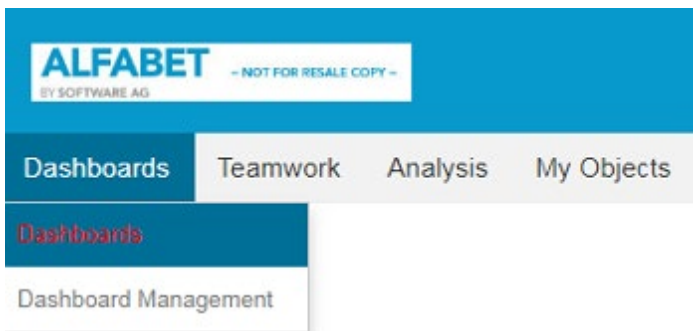 ALFABET – NOT FOR RESALE COPY –
BY SOFTWARE AG
Dashboards Teamwork Analysis My Objects
Dashboards
Dashboard Management